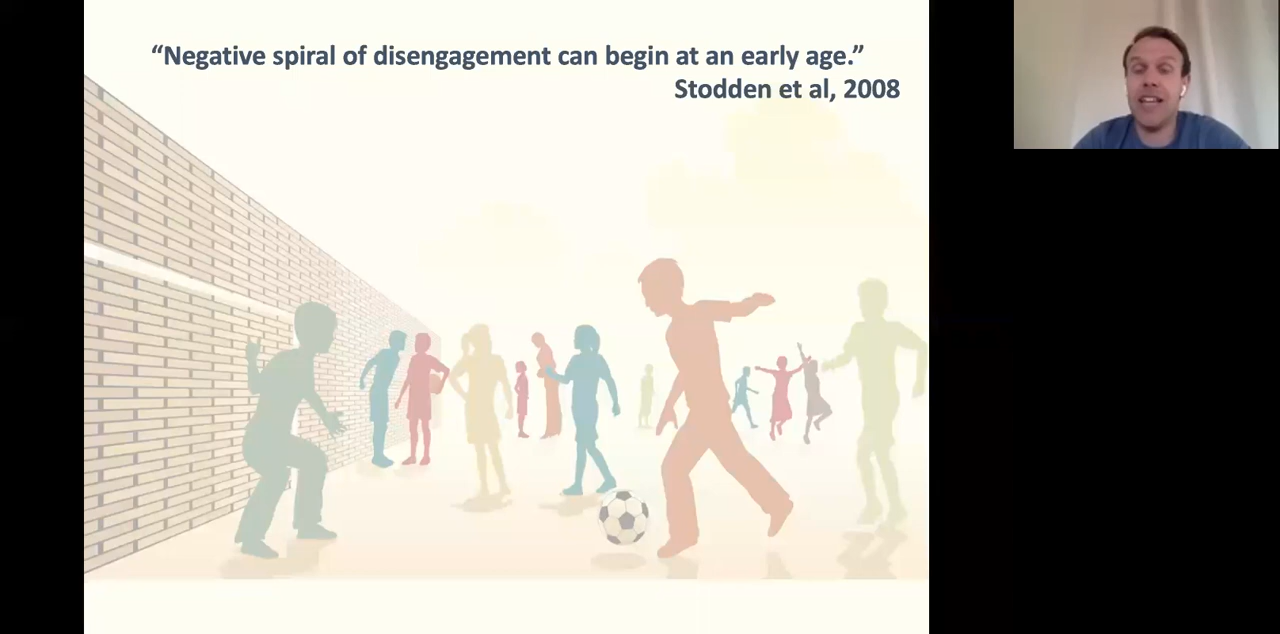 “Negative spiral of disengagement can begin at an early age.”
Stodden et al, 2008